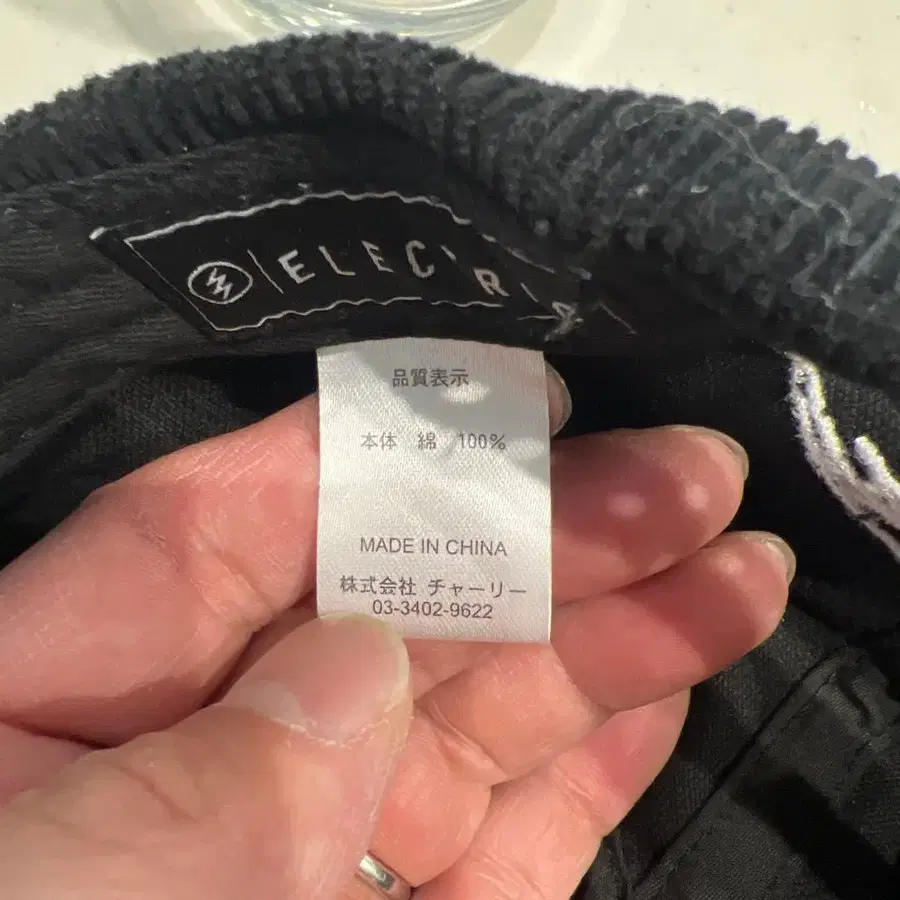 ELECTRIC
品質表示
本体 綿 100%
MADE IN CHINA
株式会社 チャーリー
03-3402-9622